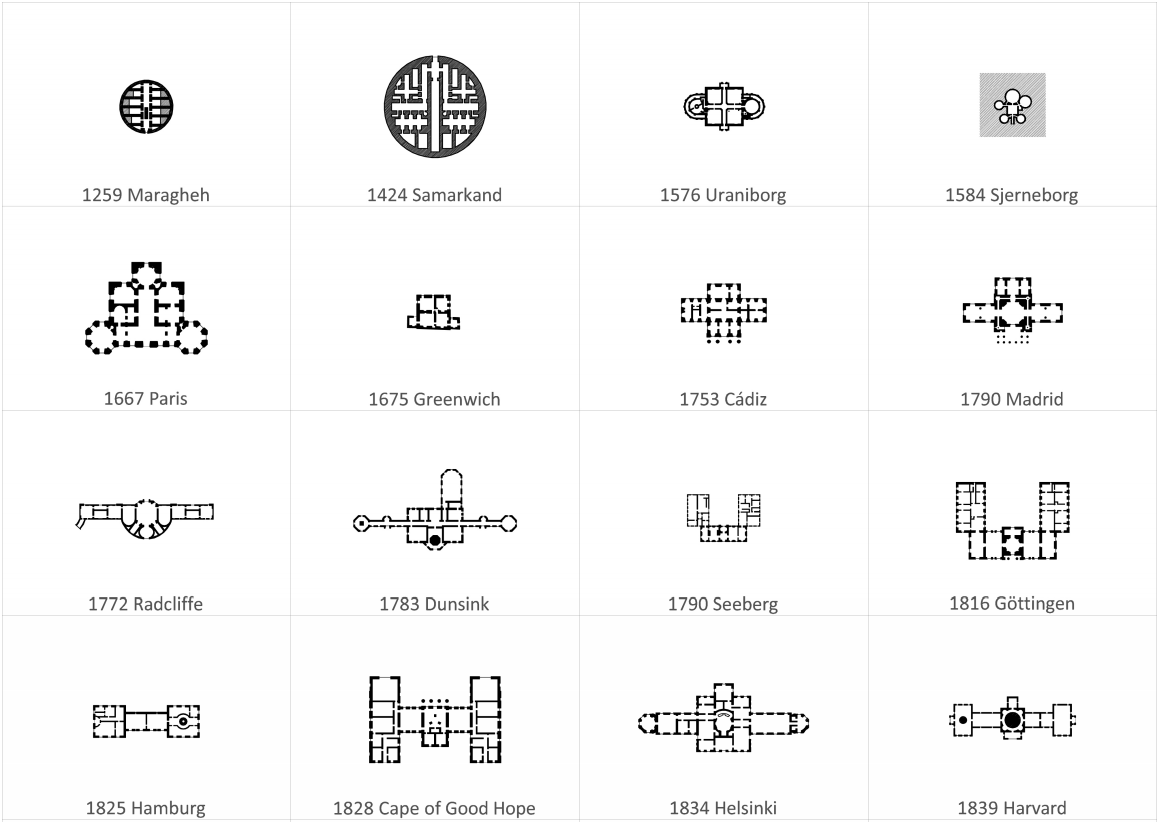 1259 Maragheh
1424 Samarkand
1576 Uraniborg
1584 Sjerneborg
1667 Paris
1675 Greenwich
1753 Cádiz
1790 Madrid
1772 Radcliffe
1783 Dunsink
1790 Seeberg
1816 Göttingen
1825 Hamburg
1828 Cape of Good Hope
1834 Helsinki
1839 Harvard